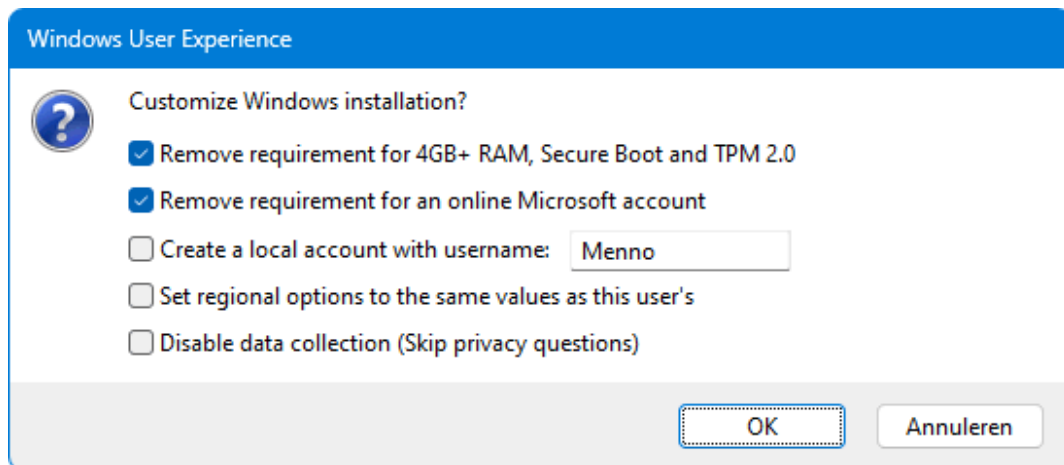 Windows User Experience
Customize Windows installation?
Remove requirement for 4GB+ RAM, Secure Boot and TPM 2.0
Remove requirement for an online Microsoft account
Create a local account with username: Menno
Set regional options to the same values as this user's
Disable data collection (Skip privacy questions)
OK Annuleren